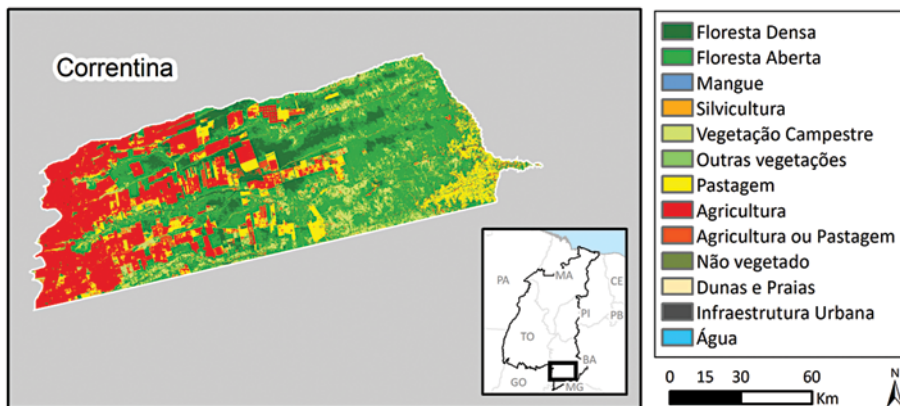 Correntina
PA
MA
CE
PI
PB
TO
BA
GO
MG
Floresta Densa
Floresta Aberta
Mangue
Silvicultura
Vegetação Campestre
Outras vegetações
Pastagem
Agricultura
Agricultura ou Pastagem
Não vegetado
Dunas e Praias
Infraestrutura Urbana
Água
0 15 30 60
Km
N